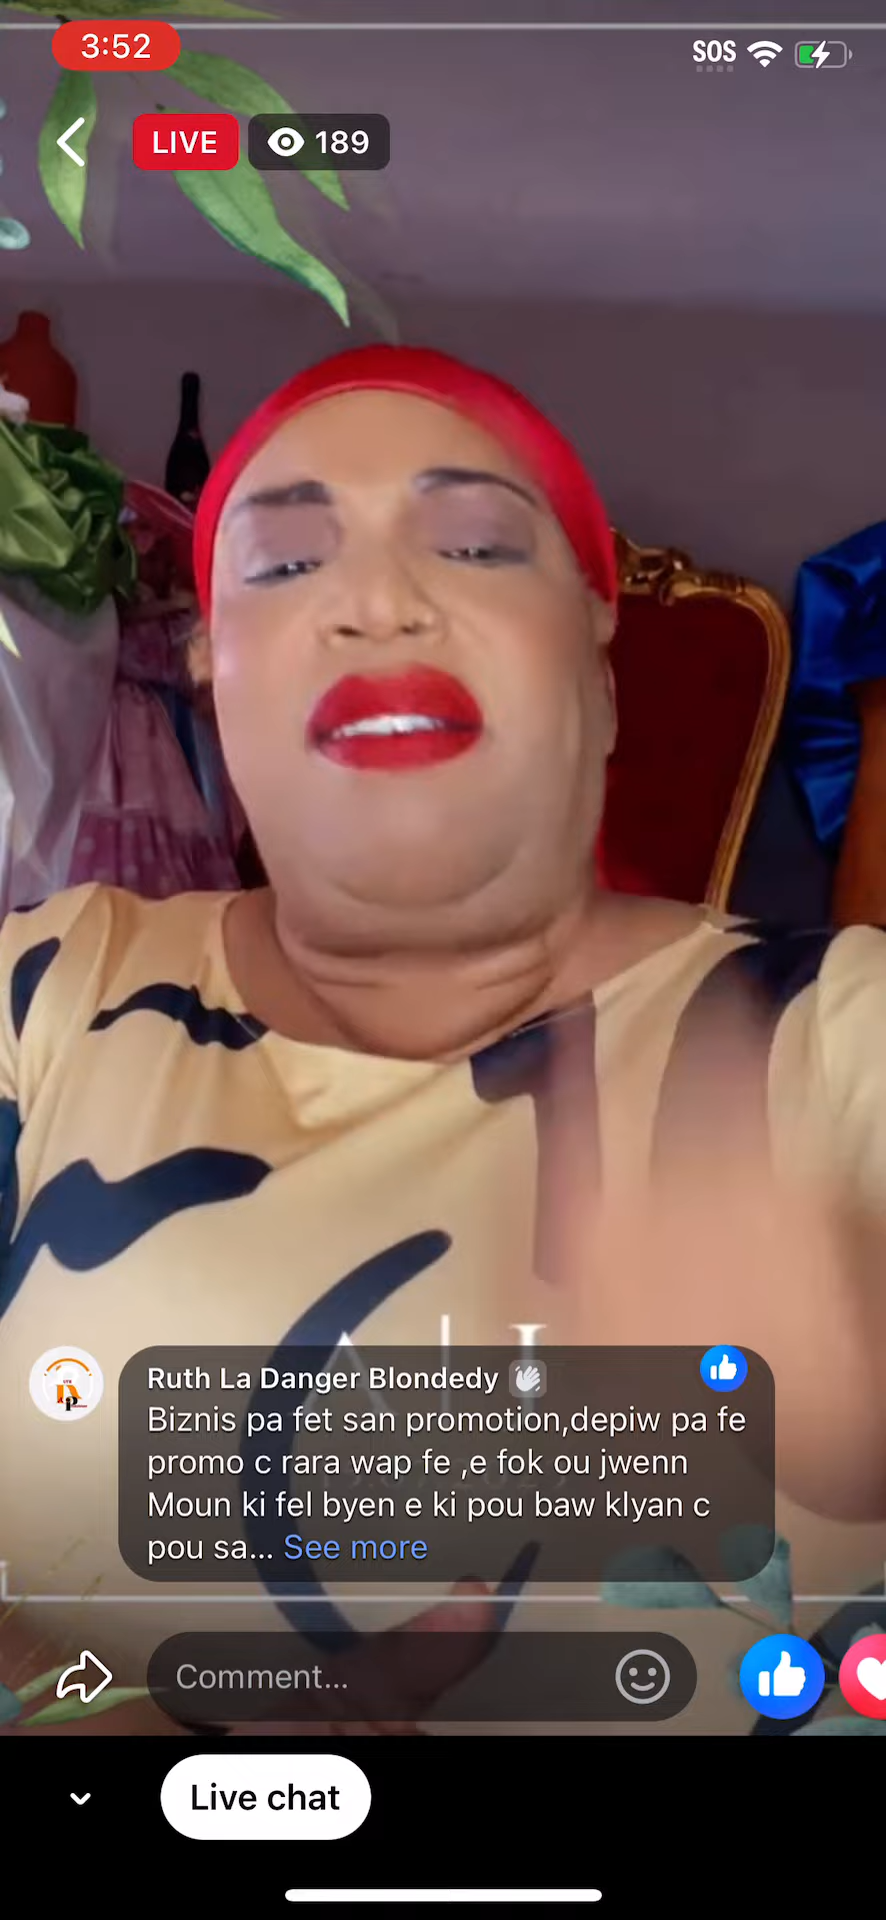 3:52
SOS
LIVE
189
Ruth La Danger Blondedy
Biznis pa fet san promotion,depiw pa fe
promo c rara wap fe ,e fok ou jwenn
Moun ki fel byen e ki pou baw klyan c
pou sa... See more
Comment...
Live chat